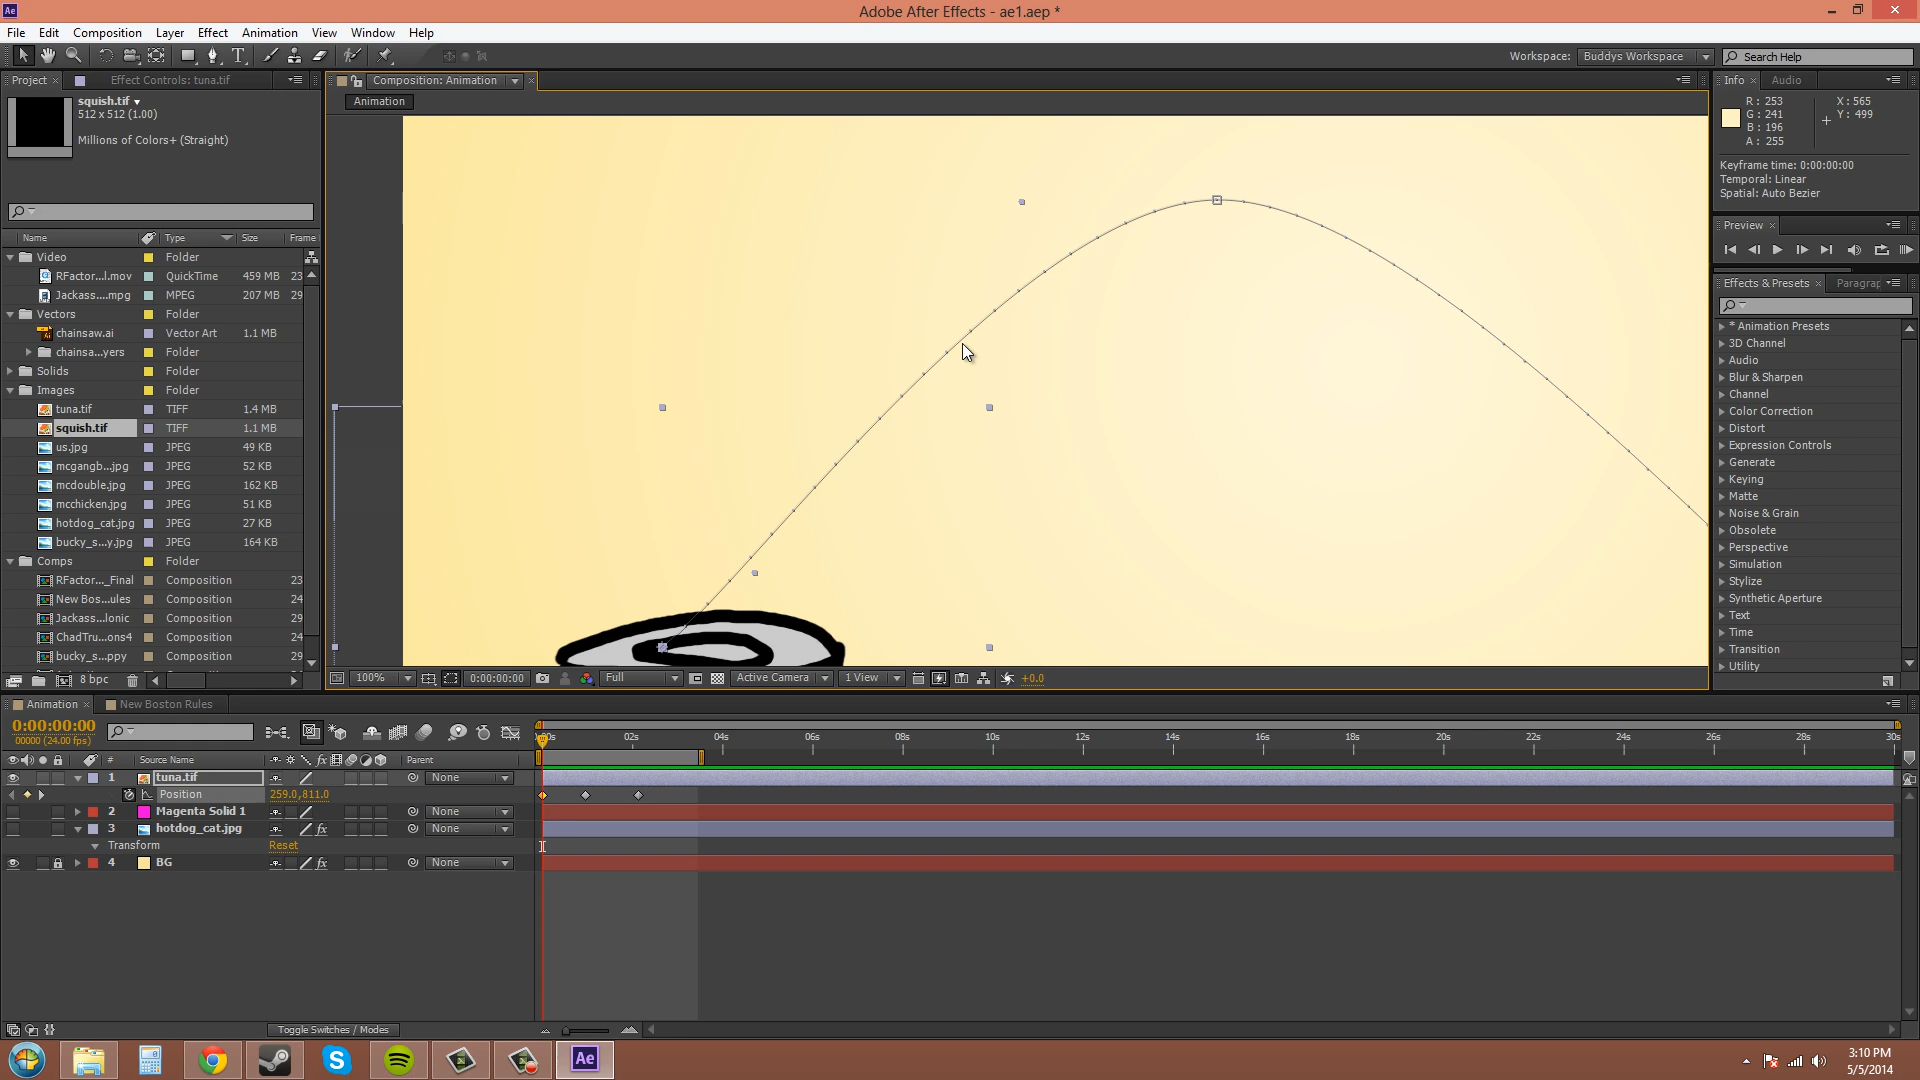 Ae
Adobe After Effects - ae1.aep *
File Edit Composition Layer Effect Animation View Window Help
Workspace: Buddys Workspace
Search Help
Project
Effect Controls: tuna.tif
Composition: Animation
Info
Audio
Animation
squish.tif
512 x 512 (1.00)
Millions of Colors+ (Straight)
R: 253
G: 241
B: 196
A: 255
X: 565
Y: 499
Keyframe time: 0:00:00:00
Temporal: Linear
Spatial: Auto Bezier
Preview
Effects & Presets
Paragrap
* Animation Presets
3D Channel
Audio
Blur & Sharpen
Channel
Color Correction
Distort
Expression Controls
Generate
Keying
Matte
Noise & Grain
Obsolete
Perspective
Simulation
Stylize
Synthetic Aperture
Text
Time
Transition
Utility
Name Type Size Frame
Video Folder
RFactor...l.mov QuickTime 459 MB 23
Jackass....mpg MPEG 207 MB 29
Vectors Folder
chainsaw.ai Vector Art 1.1 MB
chainsa...yers Folder
Solids Folder
Images Folder
tuna.tif TIFF 1.4 MB
squish.tif TIFF 1.1 MB
us.jpg JPEG 49 KB
mcgangb...jpg JPEG 52 KB
mcdouble.jpg JPEG 162 KB
mcchicken.jpg JPEG 51 KB
hotdog_cat.jpg JPEG 27 KB
bucky_s...y.jpg JPEG 164 KB
Comps Folder
RFactor..._Final Composition 23
New Bos...ules Composition 24
Jackass...lonic Composition 29
ChadTru...ons4 Composition 24
bucky_s...ppy Composition 29
8 bpc
100% 0:00:00:00 Full Active Camera 1 View +0.0
Animation
New Boston Rules
0:00:00:00
00000 (24.00 fps)
02s 04s 06s 08s 10s 12s 14s 16s 18s 20s 22s 24s 26s 28s 30s
# Source Name fx Parent
1 tuna.tif None
Position 259.0,811.0
2 Magenta Solid 1 None
3 hotdog_cat.jpg fx None
Transform Reset
4 BG fx None
Toggle Switches / Modes
Ae
3:10 PM
5/5/2014